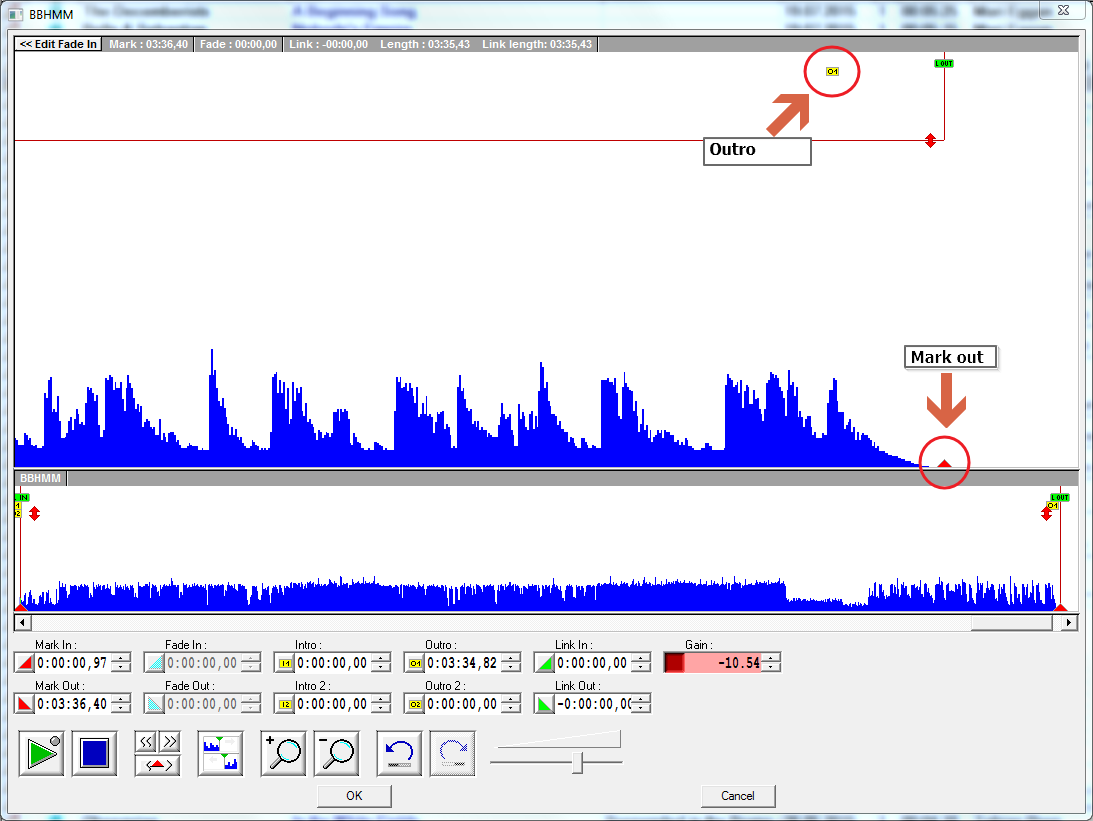 BBHMM
<< Edit Fade In Mark : 03:36,40 Fade : 00:00,00 Link : -00:00,00 Length : 03:35,43 Link length: 03:35,43
O1
L OUT
Outro
Mark out
BBHMM
L IN
L OUT
O1
Mark In : Fade In : Intro : Outro : Link In : Gain :
0:00:00,97 0:00:00,00 I1 0:00:00,00 O1 0:03:34,82 0:00:00,00 -10.54
Mark Out : Fade Out : Intro 2 : Outro 2 : Link Out :
0:03:36,40 0:00:00,00 I2 0:00:00,00 O2 0:00:00,00 -0:00:00,00
<< >>
+ -
OK Cancel